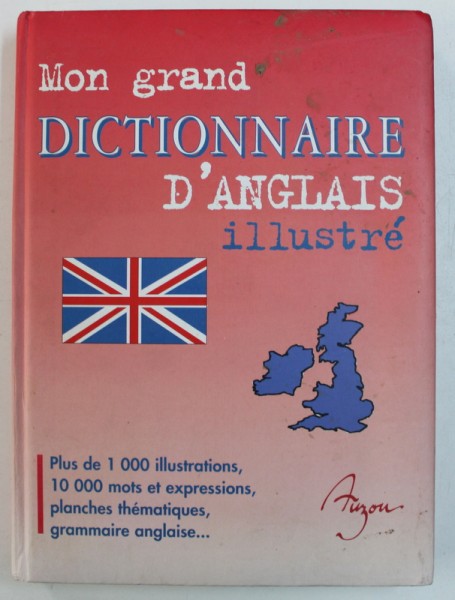 Mon grand
DICTIONNAIRE
D'ANGLAIS
illustré
Plus de 1 000 illustrations,
10 000 mots et expressions,
planches thématiques,
grammaire anglaise...
Auzou